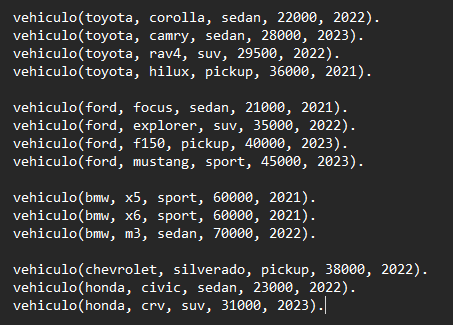 vehiculo(toyota, corolla, sedan, 22000, 2022).
vehiculo(toyota, camry, sedan, 28000, 2023).
vehiculo(toyota, rav4, suv, 29500, 2022).
vehiculo(toyota, hilux, pickup, 36000, 2021).

vehiculo(ford, focus, sedan, 21000, 2021).
vehiculo(ford, explorer, suv, 35000, 2022).
vehiculo(ford, f150, pickup, 40000, 2023).
vehiculo(ford, mustang, sport, 45000, 2023).

vehiculo(bmw, x5, sport, 60000, 2021).
vehiculo(bmw, x6, sport, 60000, 2021).
vehiculo(bmw, m3, sedan, 70000, 2022).

vehiculo(chevrolet, silverado, pickup, 38000, 2022).
vehiculo(honda, civic, sedan, 23000, 2022).
vehiculo(honda, crv, suv, 31000, 2023).